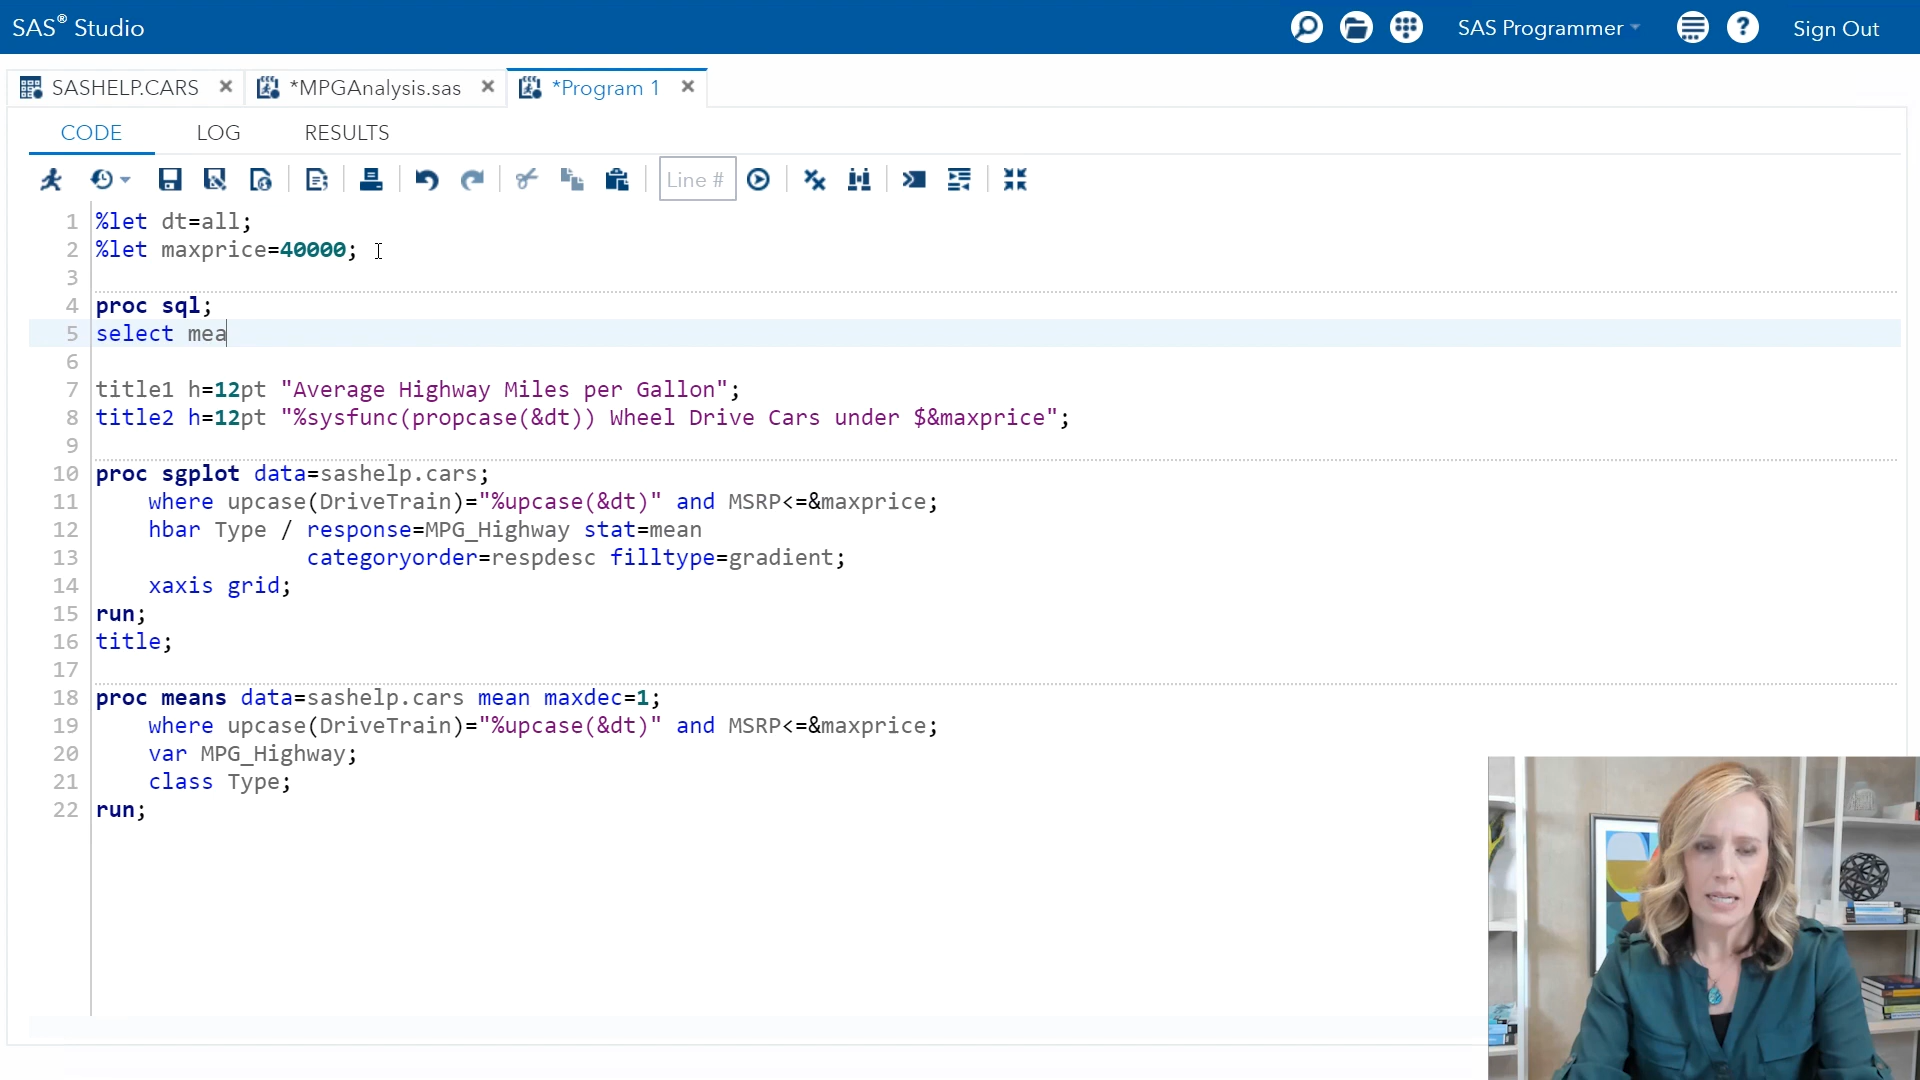 SAS® Studio
SAS Programmer
Sign Out
SASHELP.CARS
*MPGAnalysis.sas
*Program 1
CODE
LOG
RESULTS
Line #
1 %let dt=all;
2 %let maxprice=40000;
3
4 proc sql;
5 select mea
6
7 title1 h=12pt "Average Highway Miles per Gallon";
8 title2 h=12pt "%sysfunc(propcase(&dt)) Wheel Drive Cars under $&maxprice";
9
10 proc sgplot data=sashelp.cars;
11 where upcase(DriveTrain)="%upcase(&dt)" and MSRP<=&maxprice;
12 hbar Type / response=MPG_Highway stat=mean
13 categoryorder=respdesc filltype=gradient;
14 xaxis grid;
15 run;
16 title;
17
18 proc means data=sashelp.cars mean maxdec=1;
19 where upcase(DriveTrain)="%upcase(&dt)" and MSRP<=&maxprice;
20 var MPG_Highway;
21 class Type;
22 run;